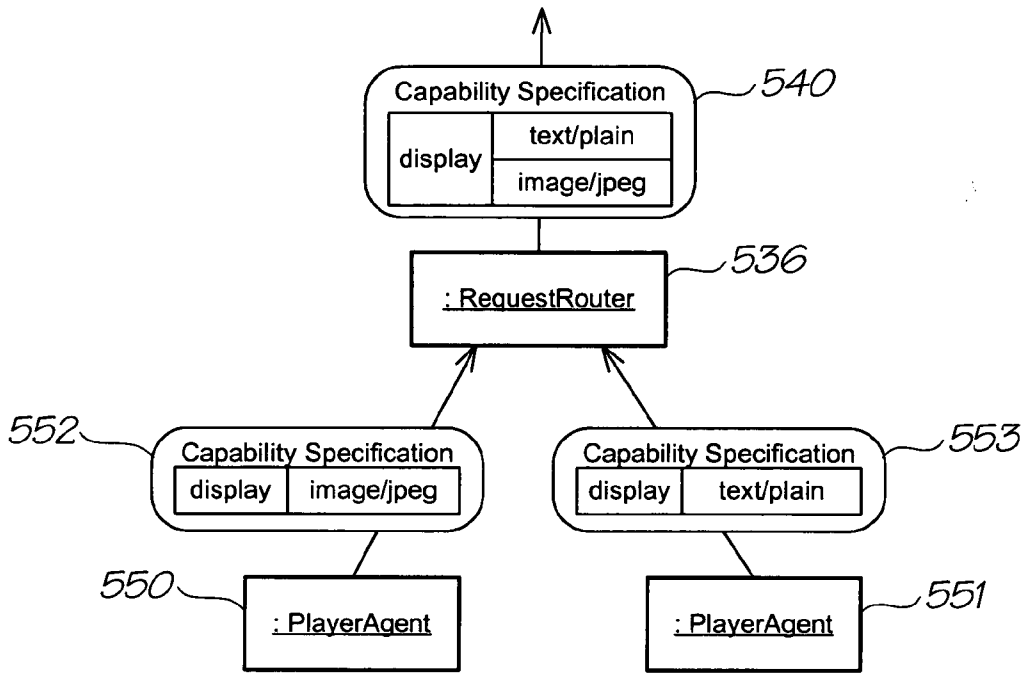 Capability Specification
540
display
text/plain
image/jpeg
536
: RequestRouter
552
Capability Specification
display
image/jpeg
Capability Specification
553
display
text/plain
550
: PlayerAgent
551
: PlayerAgent